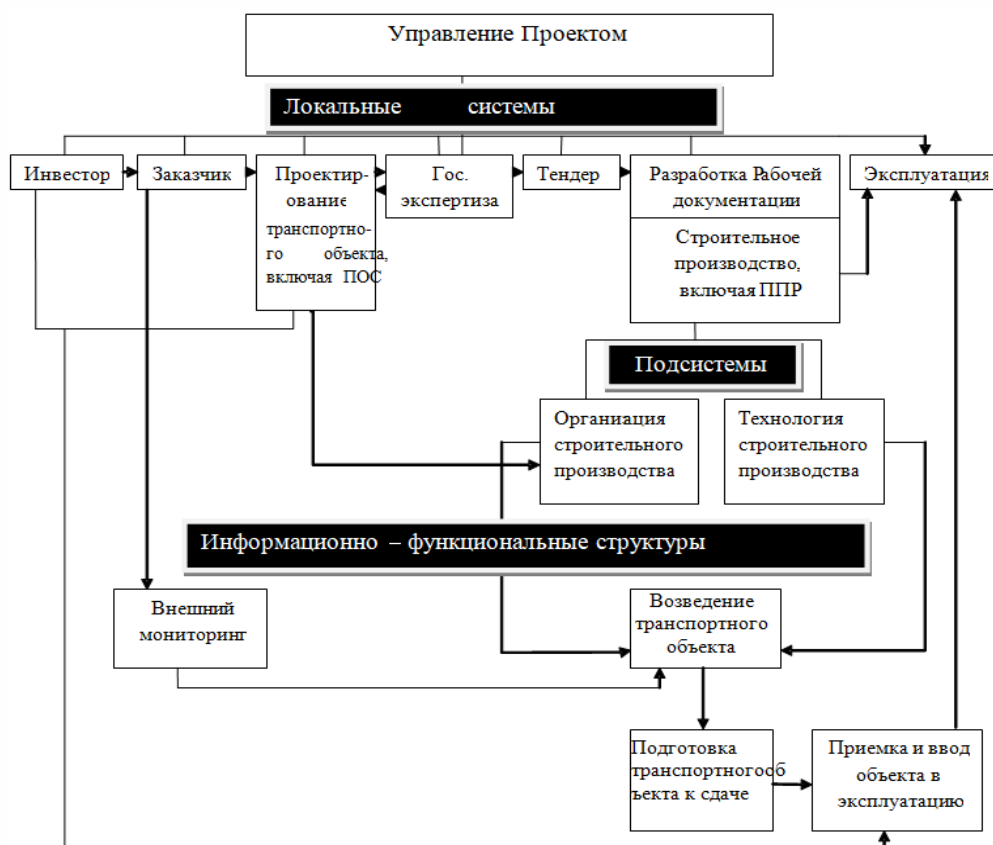 Управление Проектом
Локальные системы
Инвестор
Заказчик
Проектир-
ование
транспортно-
го объекта,
включая ПОС
Гос.
экспертиза
Тендер
Разработка Рабочей
документации
Строительное
производство,
включая ППР
Эксплуатация
Подсистемы
Органиация
строительного
производства
Технология
строительного
производства
Информационно – функциональные структуры
Внешний
мониторинг
Возведение
транспортного
объекта
Подготовка
транспортногооб
ъекта к сдаче
Приемка и ввод
объекта в
эксплуатацию